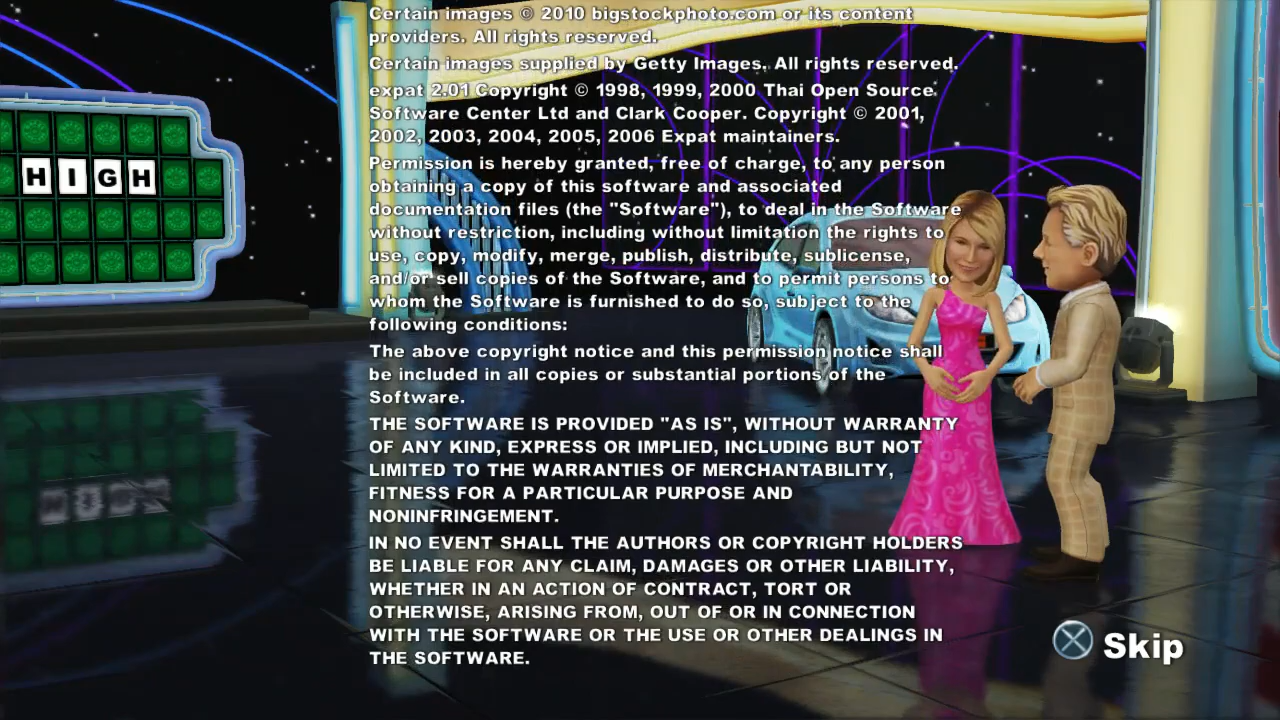 Certain images © 2010 bigstockphoto.com or its content
providers. All rights reserved.
Certain images supplied by Getty Images. All rights reserved.
expat 2.01 Copyright © 1998, 1999, 2000 Thai Open Source
Software Center Ltd and Clark Cooper. Copyright © 2001,
2002, 2003, 2004, 2005, 2006 Expat maintainers.
Permission is hereby granted, free of charge, to any person
obtaining a copy of this software and associated
documentation files (the "Software"), to deal in the Software
without restriction, including without limitation the rights to
use, copy, modify, merge, publish, distribute, sublicense,
and/or sell copies of the Software, and to permit persons to
whom the Software is furnished to do so, subject to the
following conditions:
The above copyright notice and this permission notice shall
be included in all copies or substantial portions of the
Software.
THE SOFTWARE IS PROVIDED "AS IS", WITHOUT WARRANTY
OF ANY KIND, EXPRESS OR IMPLIED, INCLUDING BUT NOT
LIMITED TO THE WARRANTIES OF MERCHANTABILITY,
FITNESS FOR A PARTICULAR PURPOSE AND
NONINFRINGEMENT.
IN NO EVENT SHALL THE AUTHORS OR COPYRIGHT HOLDERS
BE LIABLE FOR ANY CLAIM, DAMAGES OR OTHER LIABILITY,
WHETHER IN AN ACTION OF CONTRACT, TORT OR
OTHERWISE, ARISING FROM, OUT OF OR IN CONNECTION
WITH THE SOFTWARE OR THE USE OR OTHER DEALINGS IN
THE SOFTWARE.
HIGH
Skip